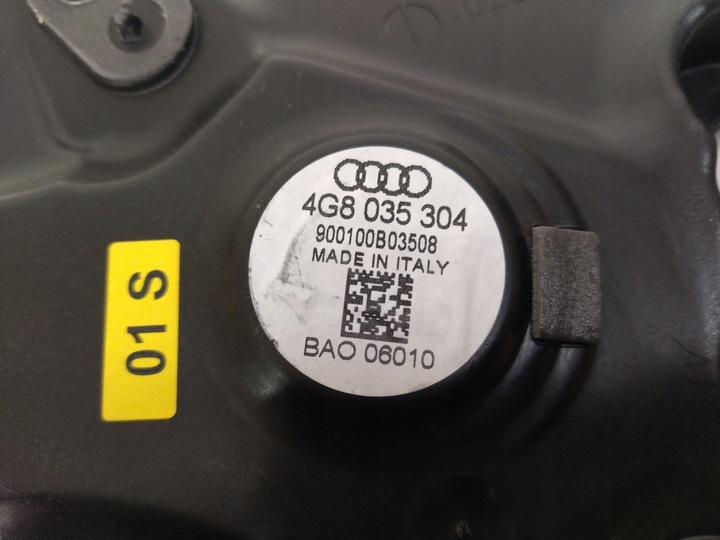 4G8 035 304
900100B03508
MADE IN ITALY
BAO 06010
01 S